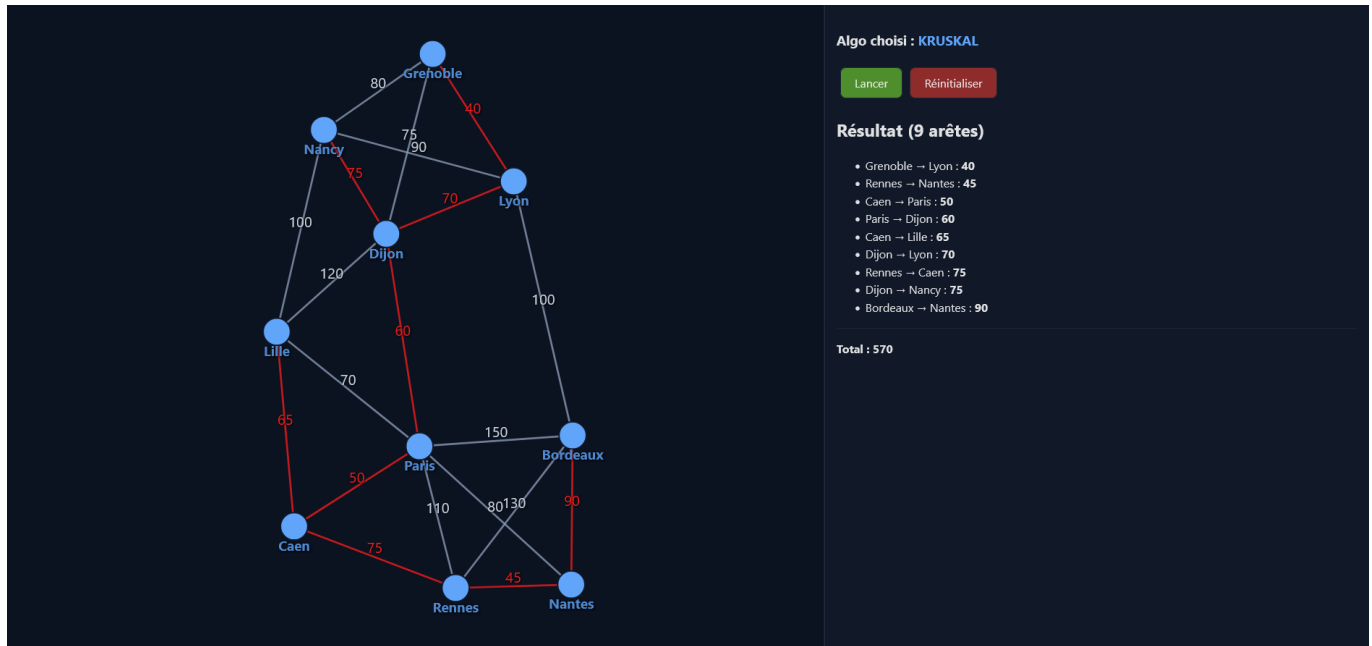 Grenoble
80
40
75
90
Nancy
75
Lyon
70
100
Dijon
120
100
60
Lille
70
65
150
Paris
Bordeaux
50
110
80
130
90
Caen
75
45
Rennes
Nantes
Algo choisi : KRUSKAL
Lancer
Réinitialiser
Résultat (9 arêtes)
• Grenoble → Lyon : 40
• Rennes → Nantes : 45
• Caen → Paris : 50
• Paris → Dijon : 60
• Caen → Lille : 65
• Dijon → Lyon : 70
• Rennes → Caen : 75
• Dijon → Nancy : 75
• Bordeaux → Nantes : 90
Total : 570